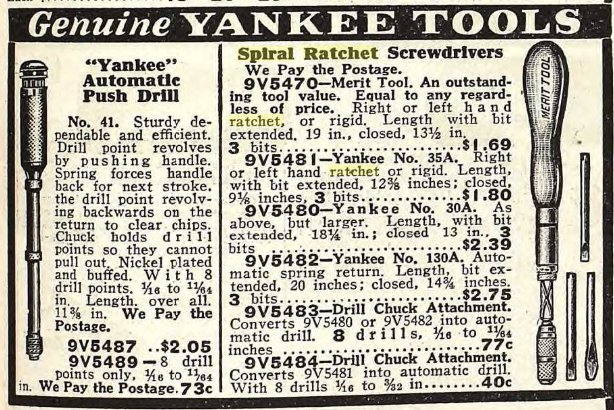 Genuine YANKEE TOOLS
“Yankee”
Automatic
Push Drill
No. 41. Sturdy de-
pendable and efficient.
Drill point revolves
by pushing handle.
Spring forces handle
back for next stroke.
the drill point revolv-
ing backwards on the
return to clear chips.
Chuck holds drill
points so they cannot
pull out. Nickel plated
and buffed. With 8
drill points. 1/16 to 11/64
in. Length. over all.
11⅜ in. We Pay the
Postage.
9V5487 ..$2.05
9V5489—8 drill
points only, 1/16 to 11/64
in. We Pay the Postage.73c
Spiral Ratchet Screwdrivers
We Pay the Postage.
9V5470—Merit Tool. An outstand-
ing tool value. Equal to any regard-
less of price. Right or left hand
ratchet, or rigid. Length with bit
extended, 19 in., closed, 13½ in.
3 bits..........................$1.69
9V5481—Yankee No. 35A. Right
or left hand ratchet or rigid. Length,
with bit extended, 12⅜ inches; closed,
9⅛ inches, 3 bits................$1.80
9V5480—Yankee No. 30A. As
above, but larger. Length, with bit
extended, 18¼ in.; closed 13 in., 3
bits............................$2.39
9V5482—Yankee No. 130A. Auto-
matic spring return. Length, bit ex-
tended, 20 inches; closed, 14¾ inches.
3 bits..........................$2.75
9V5483—Drill Chuck Attachment.
Converts 9V5480 or 9V5482 into auto-
matic drill. 8 drills, 1/16 to 11/64
inches..........................77c
9V5484—Drill Chuck Attachment.
Converts 9V5481 into automatic drill.
With 8 drills 1/16 to 5/32 in........40c
MERIT TOOL